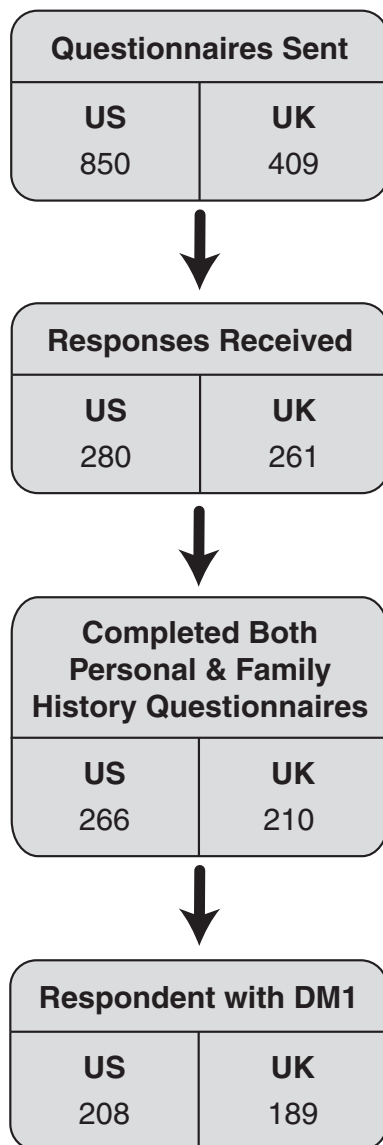 Questionnaires Sent
US UK
850 409
Responses Received
US UK
280 261
Completed Both
Personal & Family
History Questionnaires
US UK
266 210
Respondent with DM1
US UK
208 189